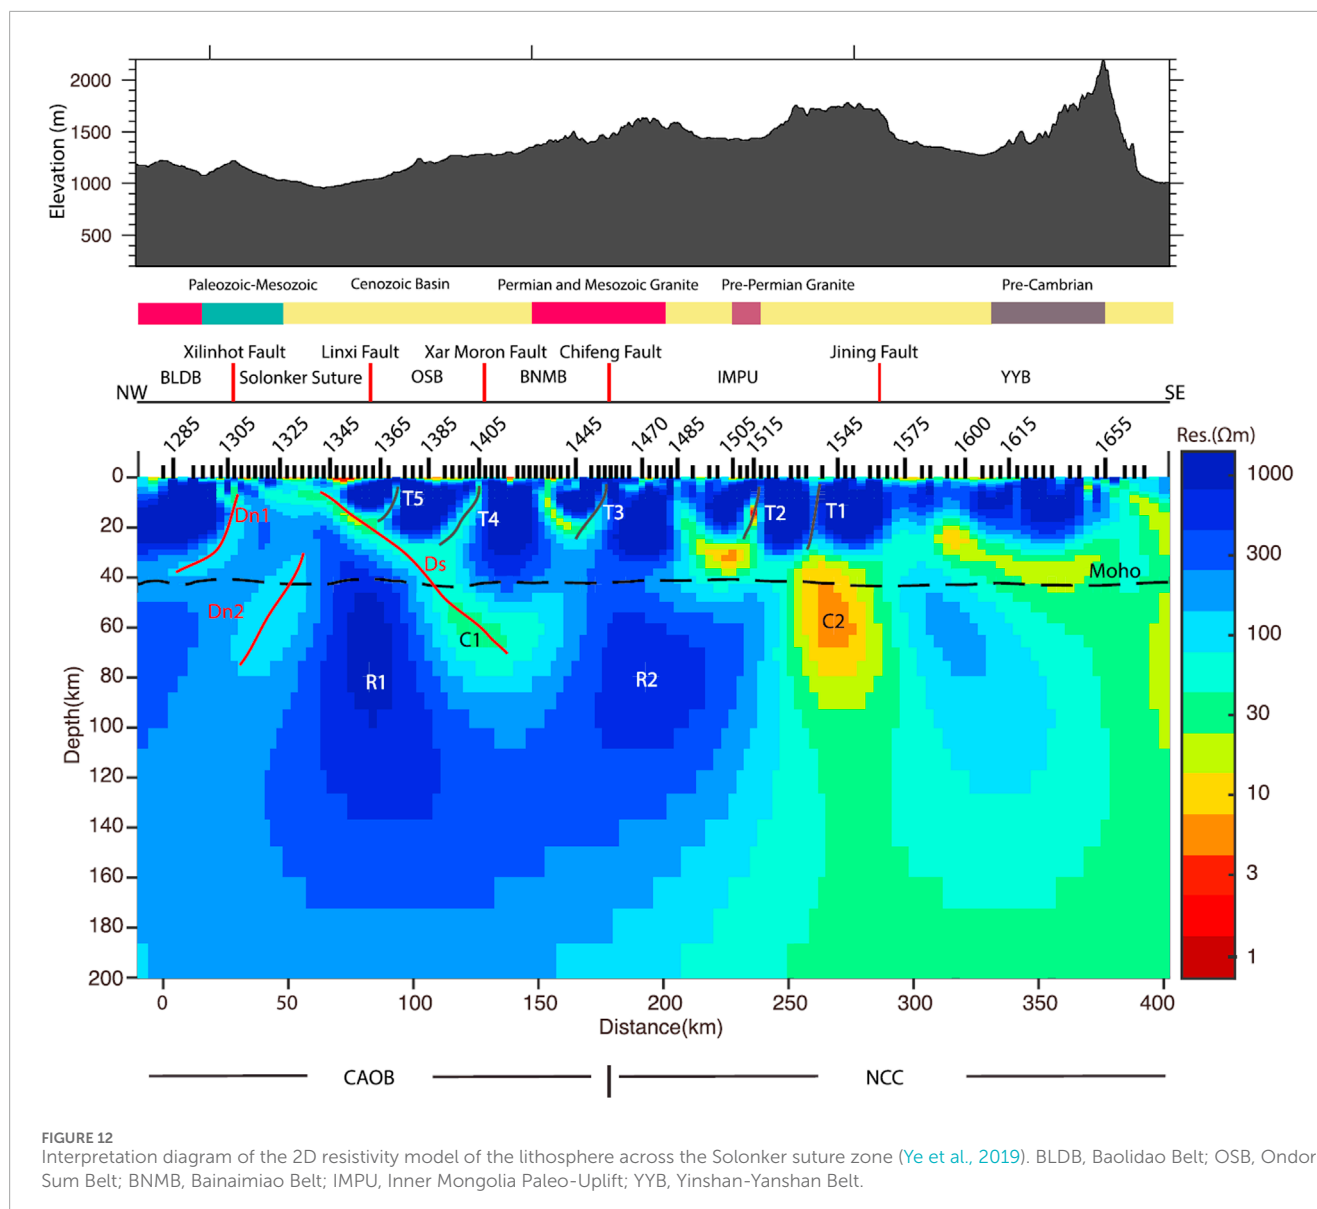 2000
1500
1000
500
Elevation (m)
Paleozoic-Mesozoic
Cenozoic Basin
Permian and Mesozoic Granite
Pre-Permian Granite
Pre-Cambrian
Xilinhot Fault
Linxi Fault
Xar Moron Fault
Chifeng Fault
Jining Fault
NW
BLDB
Solonker Suture
OSB
BNMB
IMPU
YYB
SE
1285
1305
1325
1345
1365
1385
1405
1445
1470
1485
1505
1515
1545
1575
1600
1615
1655
Res.(Ωm)
1000
300
100
30
10
3
1
0
20
40
60
80
100
120
140
160
180
200
Depth(km)
Dn1
Dn2
Ds
T5
T4
T3
T2
T1
Moho
C1
C2
R1
R2
0
50
100
150
200
250
300
350
400
Distance(km)
CAOB
NCC
FIGURE 12
Interpretation diagram of the 2D resistivity model of the lithosphere across the Solonker suture zone (Ye et al., 2019). BLDB, Baolidao Belt; OSB, Ondor
Sum Belt; BNMB, Bainaimiao Belt; IMPU, Inner Mongolia Paleo-Uplift; YYB, Yinshan-Yanshan Belt.